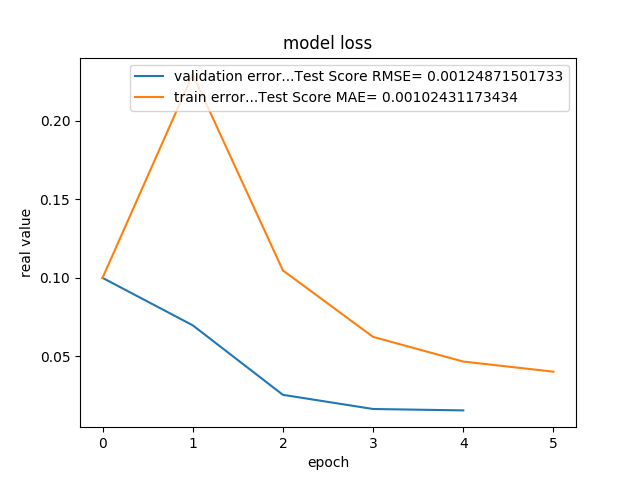 model loss
validation error...Test Score RMSE= 0.00124871501733
train error...Test Score MAE= 0.00102431173434
real value
0.20
0.15
0.10
0.05
0 1 2 3 4 5
epoch